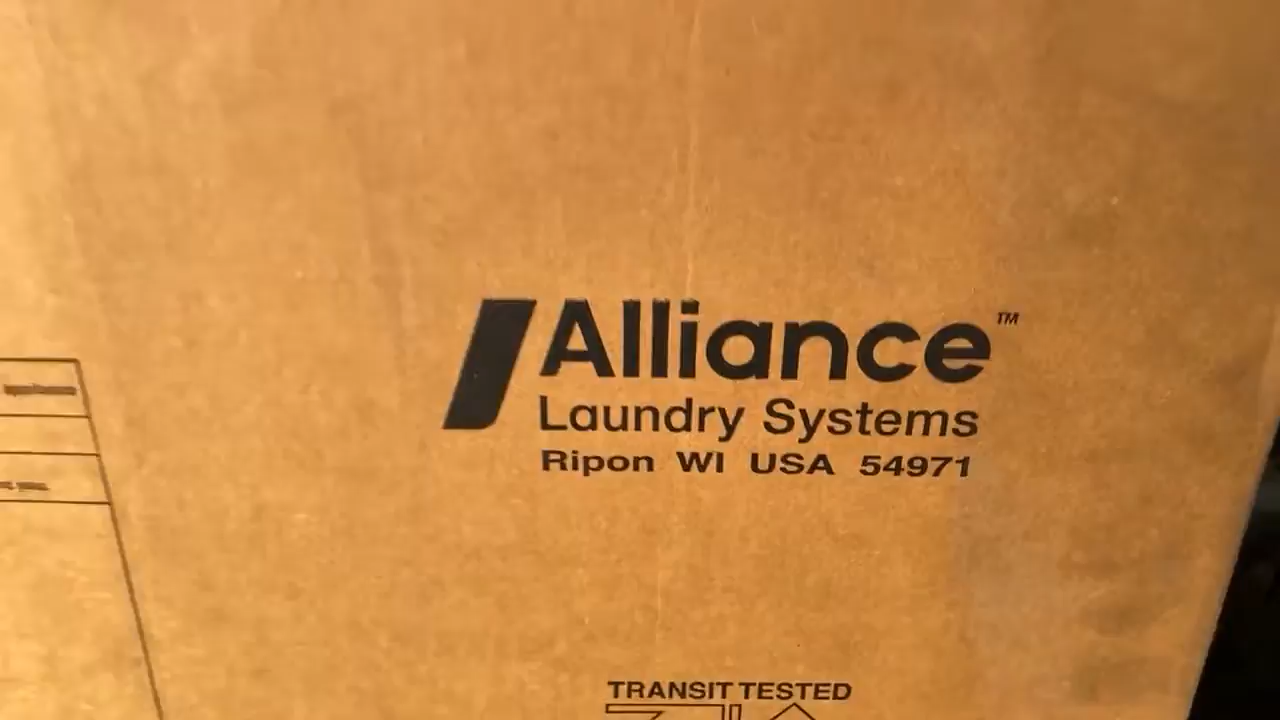 Alliance™
Laundry Systems
Ripon WI USA 54971
TRANSIT TESTED